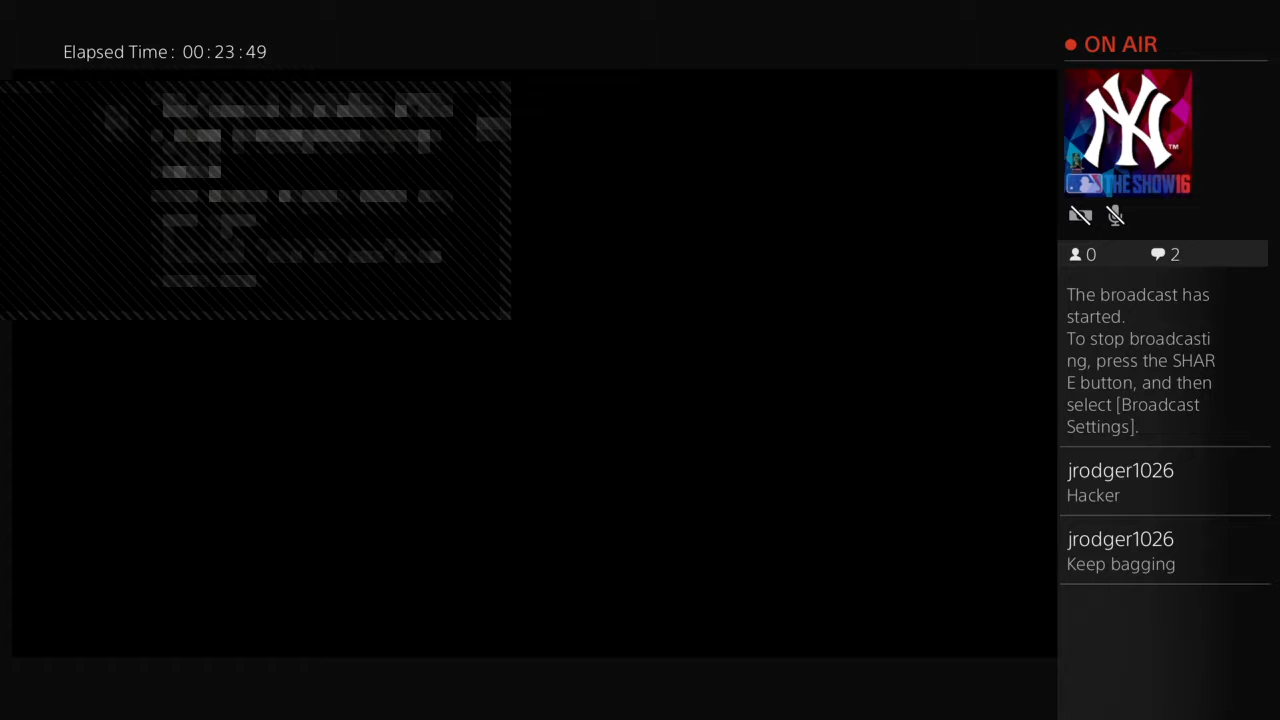 Elapsed Time: 00:23:49
ON AIR
NY
TM
THE SHOW16
0 2
The broadcast has
started.
To stop broadcasti
ng, press the SHAR
E button, and then
select [Broadcast
Settings].
jrodger1026
Hacker
jrodger1026
Keep bagging